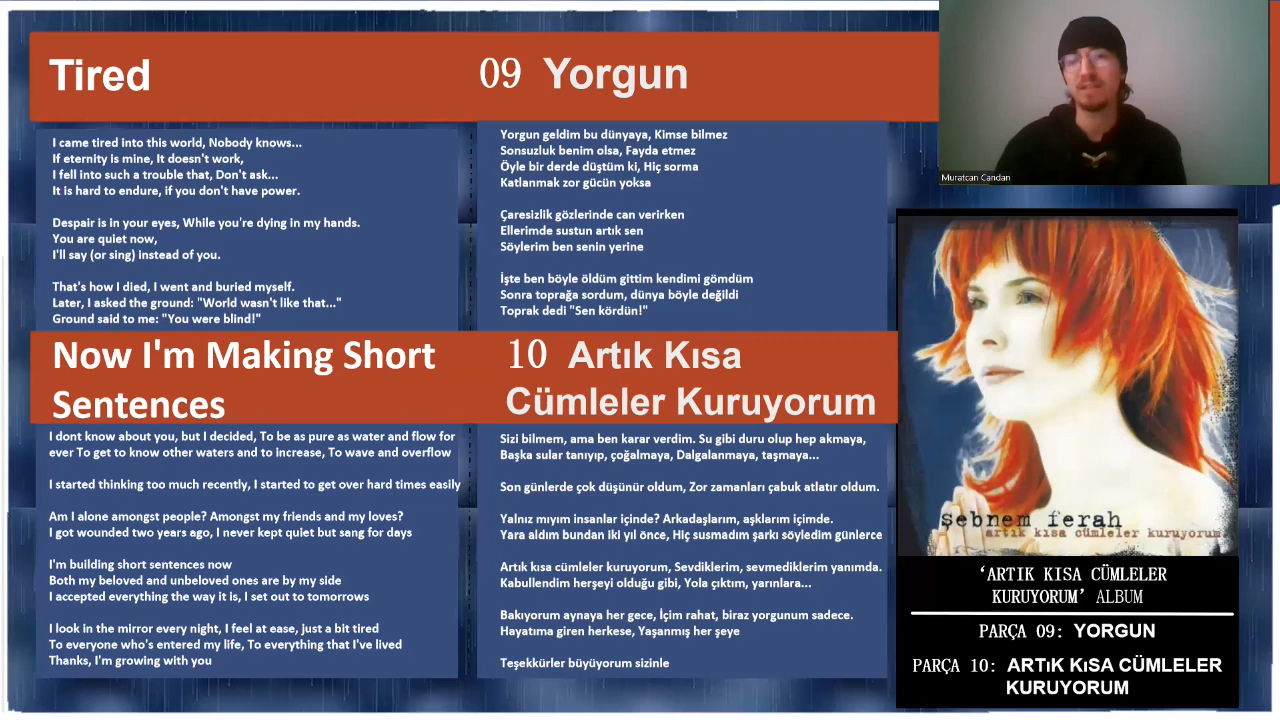 Tired
09 Yorgun
I came tired into this world, Nobody knows...
If eternity is mine, It doesn't work,
I fell into such a trouble that, Don't ask...
It is hard to endure, if you don't have power.
Despair is in your eyes, While you're dying in my hands.
You are quiet now,
I'll say (or sing) instead of you.
That's how I died, I went and buried myself.
Later, I asked the ground: "World wasn't like that..."
Ground said to me: "You were blind!"
Yorgun geldim bu dünyaya, Kimse bilmez
Sonsuzluk benim olsa, Fayda etmez
Öyle bir derde düştüm ki, Hiç sorma
Katlanmak zor gücün yoksa
Çaresizlik gözlerinde can verirken
Ellerimde sustun artık sen
Söylerim ben senin yerine
İşte ben böyle öldüm gittim kendimi gömdüm
Sonra toprağa sordum, dünya böyle değildi
Toprak dedi "Sen kördün!"
Now I'm Making Short
Sentences
10 Artık Kısa
Cümleler Kuruyorum
I dont know about you, but I decided, To be as pure as water and flow for
ever To get to know other waters and to increase, To wave and overflow
I started thinking too much recently, I started to get over hard times easily
Am I alone amongst people? Amongst my friends and my loves?
I got wounded two years ago, I never kept quiet but sang for days
I'm building short sentences now
Both my beloved and unbeloved ones are by my side
I accepted everything the way it is, I set out to tomorrows
I look in the mirror every night, I feel at ease, just a bit tired
To everyone who's entered my life, To everything that I've lived
Thanks, I'm growing with you
Sizi bilmem, ama ben karar verdim. Su gibi duru olup hep akmaya,
Başka sular tanıyıp, çoğalmaya, Dalgalanmaya, taşmaya...
Son günlerde çok düşünür oldum, Zor zamanları çabuk atlatır oldum.
Yalnız mıyım insanlar içinde? Arkadaşlarım, aşklarım içimde.
Yara aldım bundan iki yıl önce, Hiç susmadım şarkı söyledim günlerce
Artık kısa cümleler kuruyorum, Sevdiklerim, sevmediklerim yanımda.
Kabullendim herşeyi olduğu gibi, Yola çıktım, yarınlara...
Bakıyorum aynaya her gece, İçim rahat, biraz yorgunum sadece.
Hayatıma giren herkese, Yaşanmış her şeye
Teşekkürler büyüyorum sizinle
Muratcan Candan
şebnem ferah
artık kısa cümleler kuruyorum
‘ARTIK KISA CÜMLELER
KURUYORUM’ ALBUM
PARÇA 09: YORGUN
PARÇA 10: ARTıK KıSA CÜMLELER
KURUYORUM